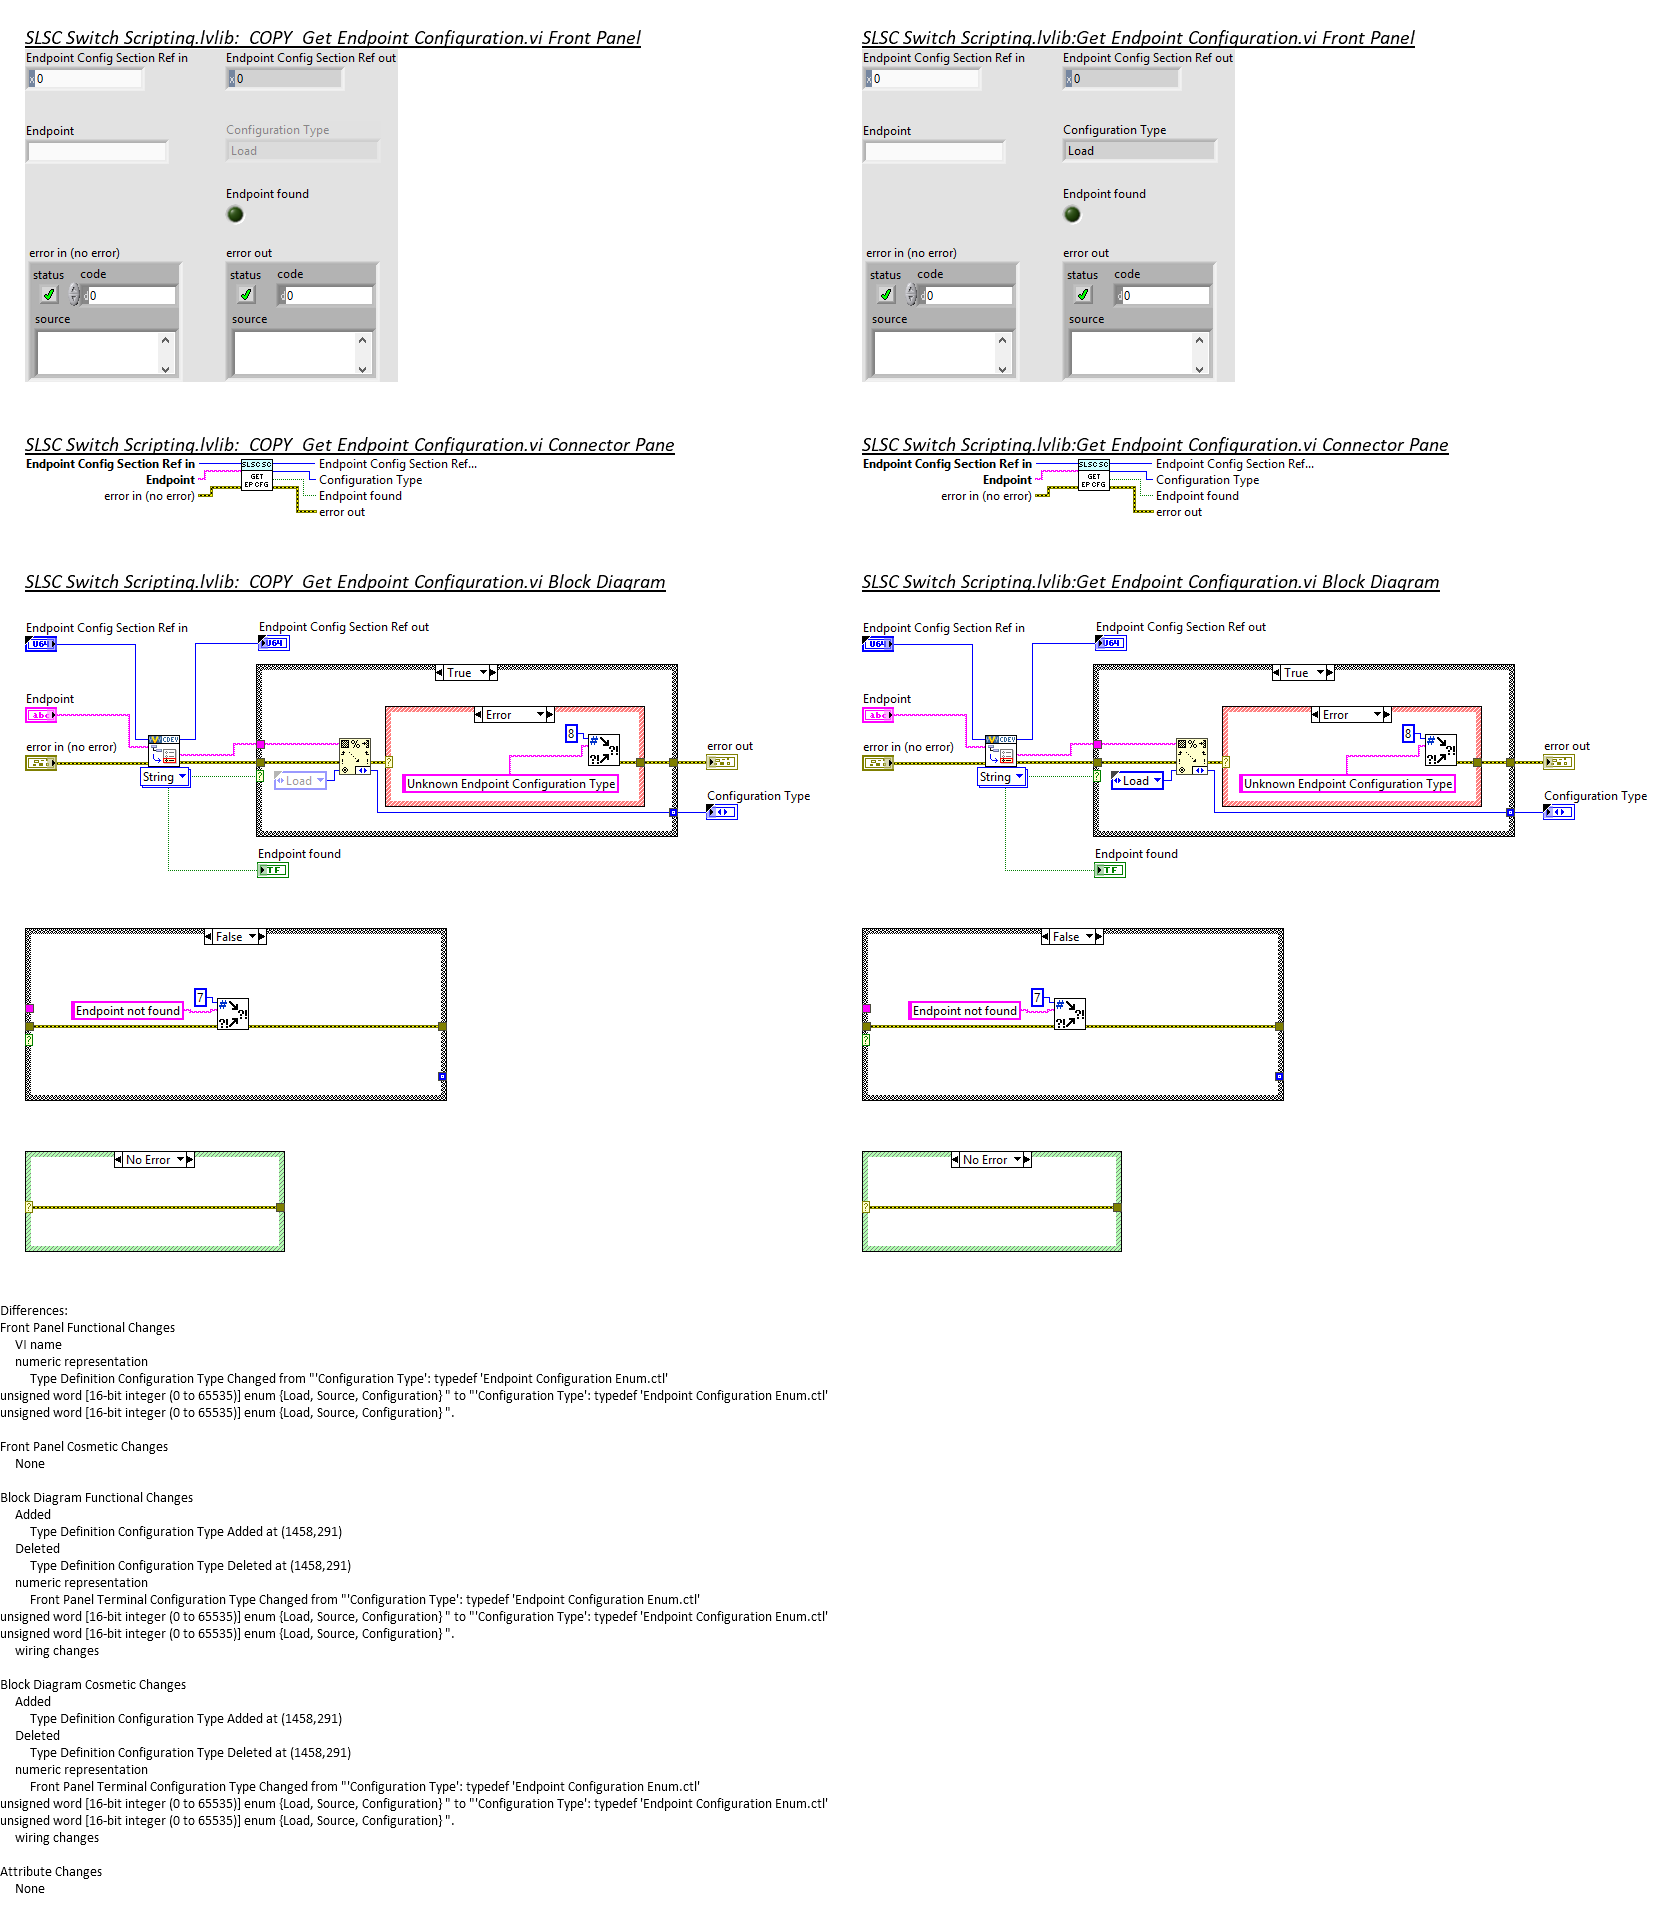 SLSC Switch Scripting.lvlib:_COPY_Get Endpoint Configuration.vi Front Panel
Endpoint Config Section Ref in
Endpoint Config Section Ref out
x 0
x 0
Endpoint
Configuration Type
Load
Endpoint found
error in (no error)
error out
status code
status code
d 0
d 0
source
source
SLSC Switch Scripting.lvlib:Get Endpoint Configuration.vi Front Panel
Endpoint Config Section Ref in
Endpoint Config Section Ref out
x 0
x 0
Endpoint
Configuration Type
Load
Endpoint found
error in (no error)
error out
status code
status code
d 0
d 0
source
source
SLSC Switch Scripting.lvlib:_COPY_Get Endpoint Configuration.vi Connector Pane
Endpoint Config Section Ref in
Endpoint
error in (no error)
SLSC SC
GET
EP CFG
Endpoint Config Section Ref...
Configuration Type
Endpoint found
error out
SLSC Switch Scripting.lvlib:Get Endpoint Configuration.vi Connector Pane
Endpoint Config Section Ref in
Endpoint
error in (no error)
SLSC SC
GET
EP CFG
Endpoint Config Section Ref...
Configuration Type
Endpoint found
error out
SLSC Switch Scripting.lvlib:_COPY_Get Endpoint Configuration.vi Block Diagram
Endpoint Config Section Ref in
U64
Endpoint Config Section Ref out
U64
True
Endpoint
abc
Error
8
error in (no error)
CDEV
String
Load
Unknown Endpoint Configuration Type
error out
Configuration Type
Endpoint found
TF
False
7
Endpoint not found
No Error
SLSC Switch Scripting.lvlib:Get Endpoint Configuration.vi Block Diagram
Endpoint Config Section Ref in
U64
Endpoint Config Section Ref out
U64
True
Endpoint
abc
Error
8
error in (no error)
CDEV
String
Load
Unknown Endpoint Configuration Type
error out
Configuration Type
Endpoint found
TF
False
7
Endpoint not found
No Error
Differences:
Front Panel Functional Changes
VI name
numeric representation
Type Definition Configuration Type Changed from "'Configuration Type': typedef 'Endpoint Configuration Enum.ctl'
unsigned word [16-bit integer (0 to 65535)] enum {Load, Source, Configuration} " to "'Configuration Type': typedef 'Endpoint Configuration Enum.ctl'
unsigned word [16-bit integer (0 to 65535)] enum {Load, Source, Configuration} ".
Front Panel Cosmetic Changes
None
Block Diagram Functional Changes
Added
Type Definition Configuration Type Added at (1458,291)
Deleted
Type Definition Configuration Type Deleted at (1458,291)
numeric representation
Front Panel Terminal Configuration Type Changed from "'Configuration Type': typedef 'Endpoint Configuration Enum.ctl'
unsigned word [16-bit integer (0 to 65535)] enum {Load, Source, Configuration} " to "'Configuration Type': typedef 'Endpoint Configuration Enum.ctl'
unsigned word [16-bit integer (0 to 65535)] enum {Load, Source, Configuration} ".
wiring changes
Block Diagram Cosmetic Changes
Added
Type Definition Configuration Type Added at (1458,291)
Deleted
Type Definition Configuration Type Deleted at (1458,291)
numeric representation
Front Panel Terminal Configuration Type Changed from "'Configuration Type': typedef 'Endpoint Configuration Enum.ctl'
unsigned word [16-bit integer (0 to 65535)] enum {Load, Source, Configuration} " to "'Configuration Type': typedef 'Endpoint Configuration Enum.ctl'
unsigned word [16-bit integer (0 to 65535)] enum {Load, Source, Configuration} ".
wiring changes
Attribute Changes
None